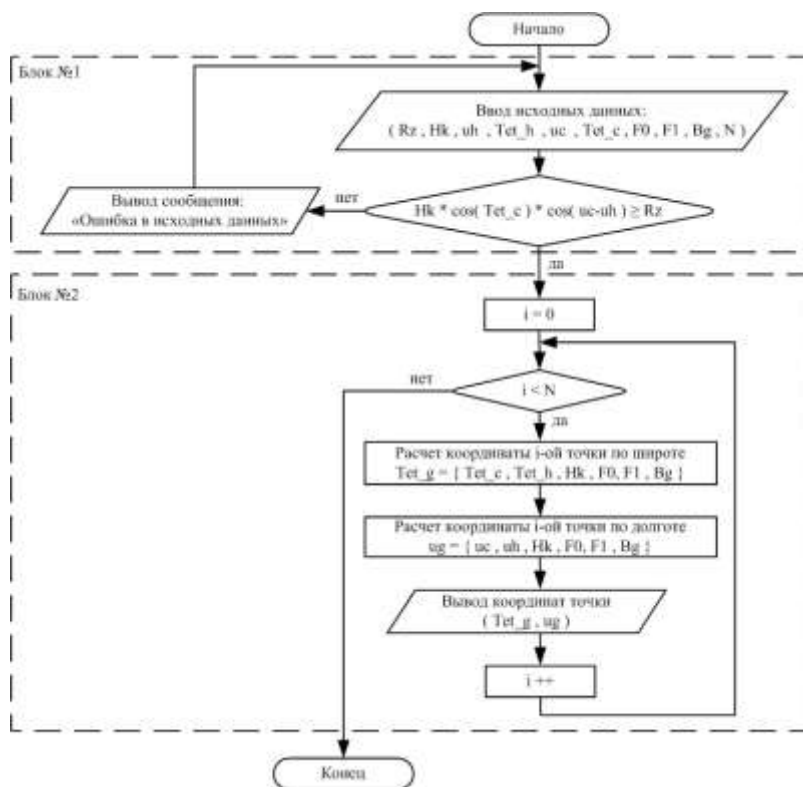 Начало
Блок №1
Ввод исходных данных:
( Rz , Hk , uh , Tet_h , uc , Tet_c , F0 , F1 , Bg , N )
Вывод сообщения:
«Ошибка в исходных данных»
нет
Hk * cos( Tet_c ) * cos( uc-uh ) ≥ Rz
да
Блок №2
i = 0
нет
i < N
да
Расчет координаты i-ой точки по широте
Tet_g = { Tet_c , Tet_h , Hk , F0, F1 , Bg }
Расчет координаты i-ой точки по долготе
ug = { uc , uh , Hk , F0, F1 , Bg }
Вывод координат точки
( Tet_g , ug )
i ++
Конец